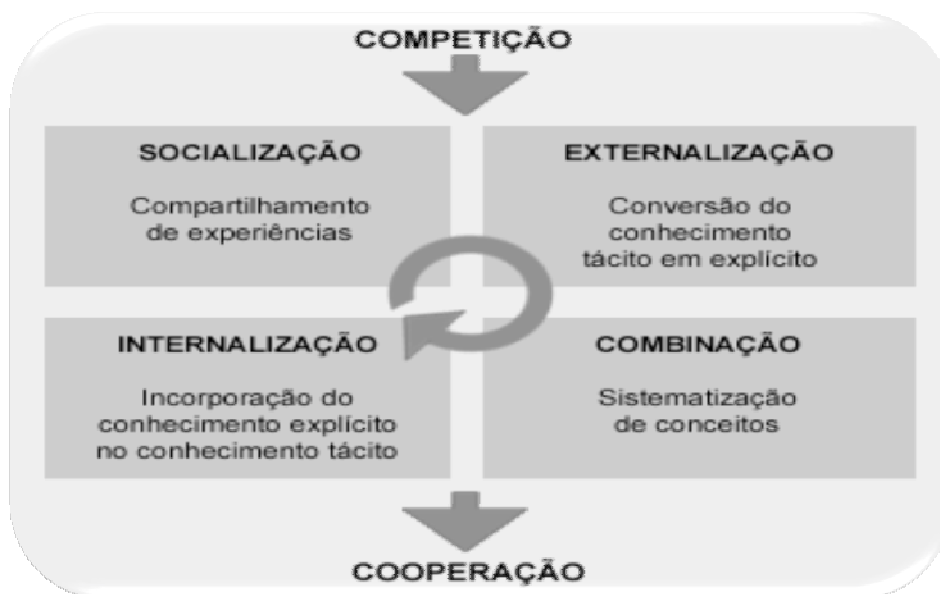 COMPETIÇÃO
SOCIALIZAÇÃO
Compartilhamento
de experiências
EXTERNALIZAÇÃO
Conversão do
conhecimento
tácito em explícito
INTERNALIZAÇÃO
Incorporação do
conhecimento explícito
no conhecimento tácito
COMBINAÇÃO
Sistematização
de conceitos
COOPERAÇÃO